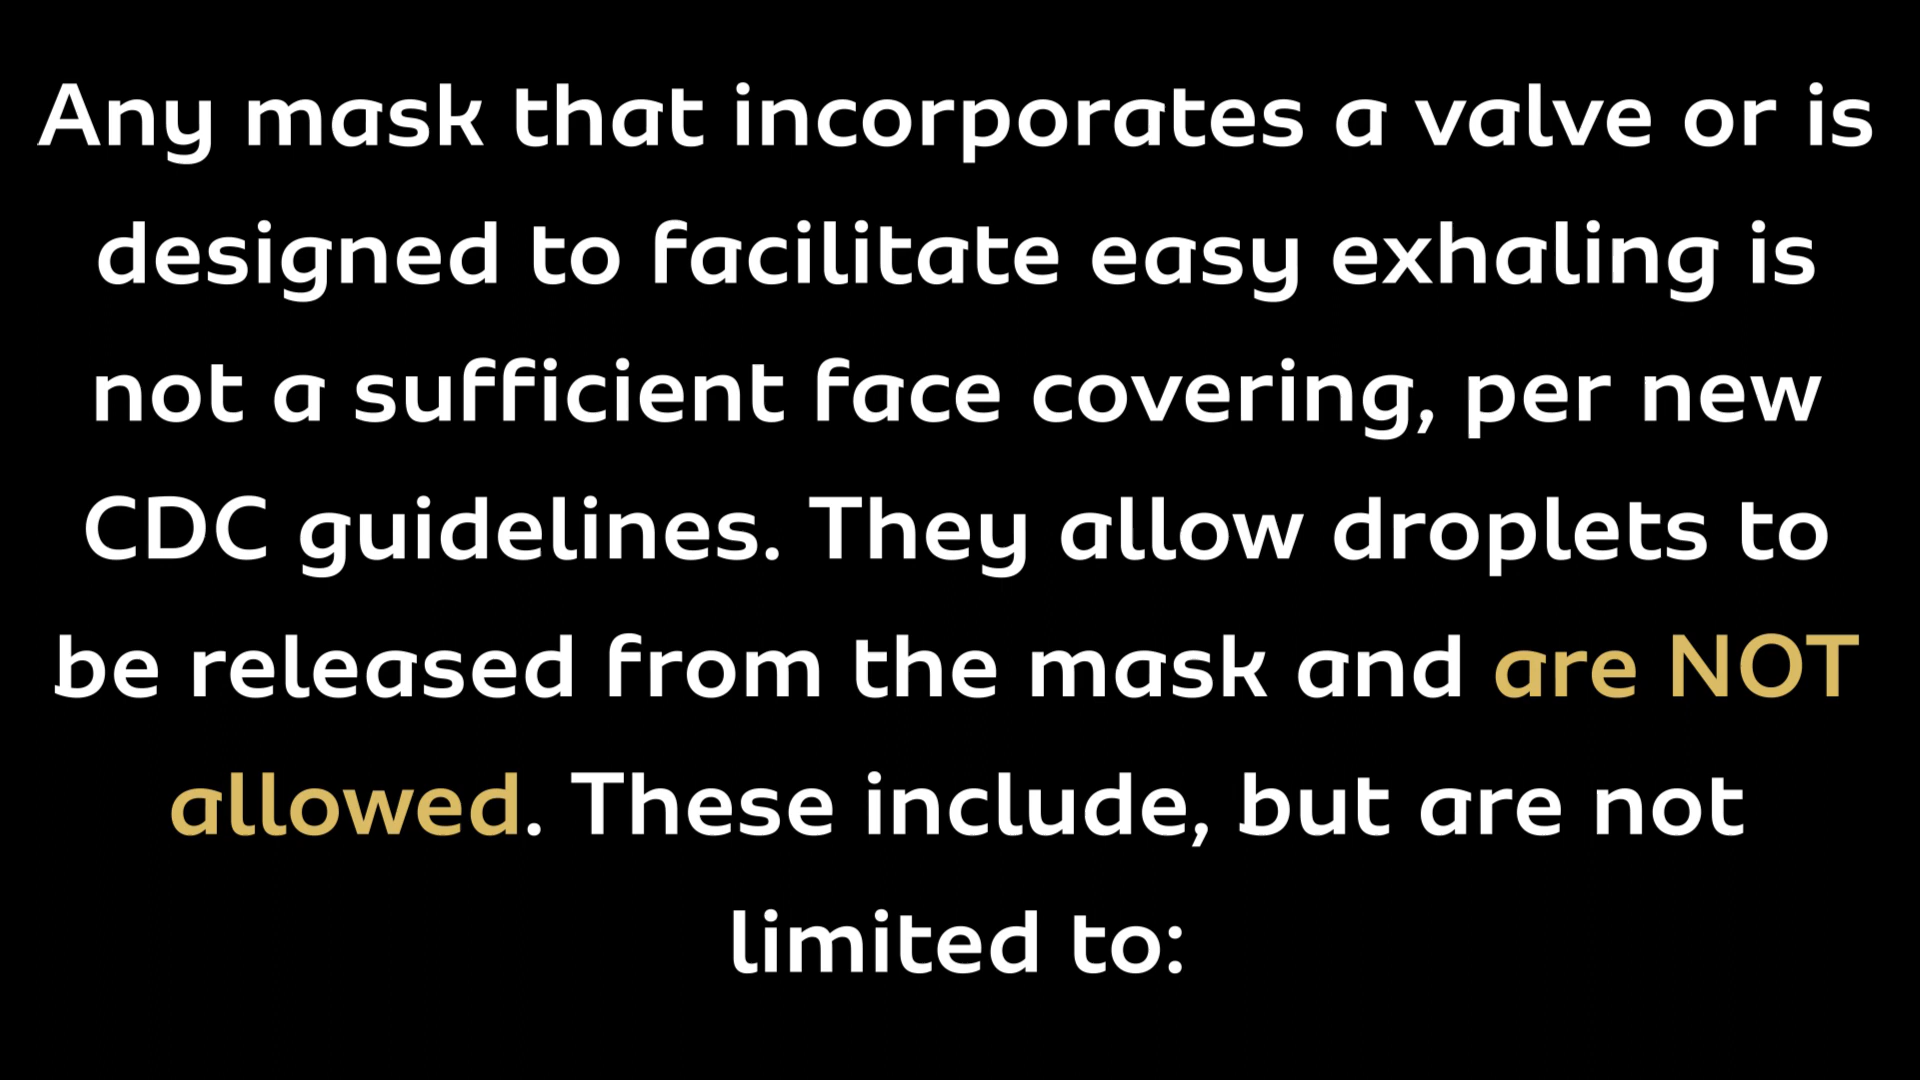 Any mask that incorporates a valve or is
designed to facilitate easy exhaling is
not a sufficient face covering, per new
CDC guidelines. They allow droplets to
be released from the mask and are NOT
allowed. These include, but are not
limited to: